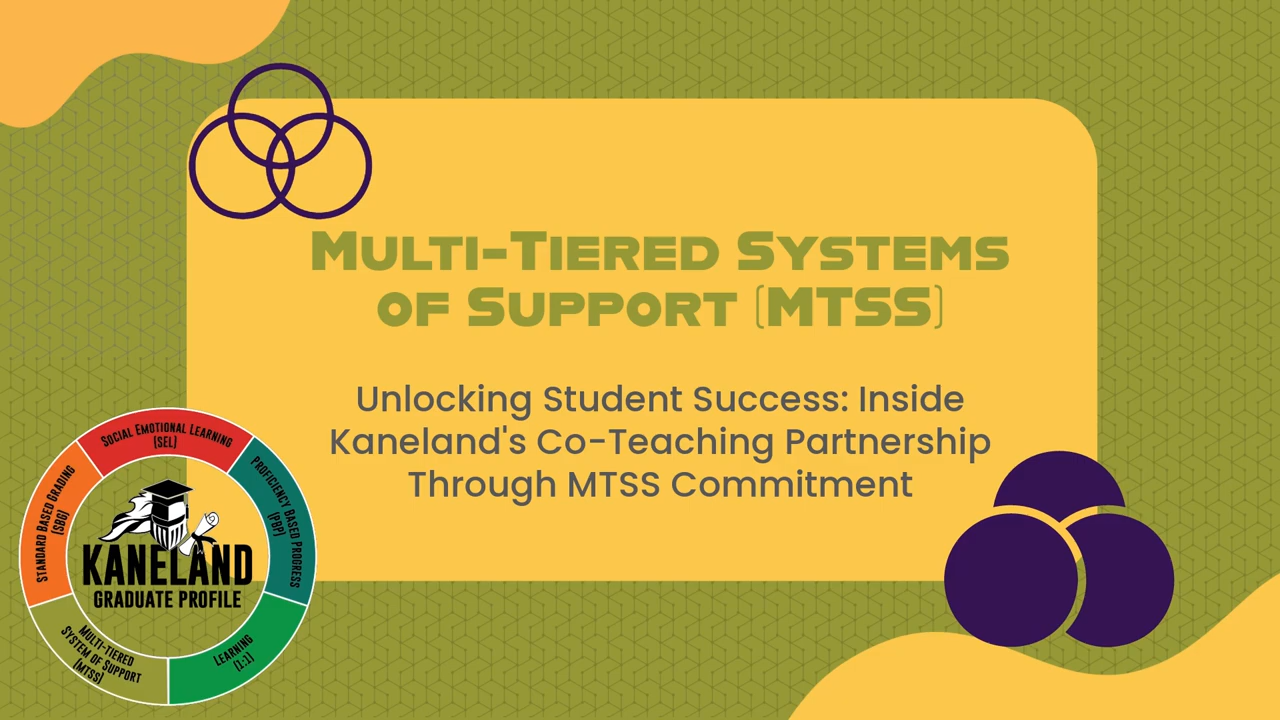 Multi-Tiered Systems
of Support (MTSS)
Unlocking Student Success: Inside
Kaneland's Co-Teaching Partnership
Through MTSS Commitment
Social Emotional Learning
(SEL)
Standard Based Grading
(SBG)
Proficiency Based Progress
(PBP)
KANELAND
GRADUATE PROFILE
Multi-Tiered
System of Support
(MTSS)
Learning
(1:1)